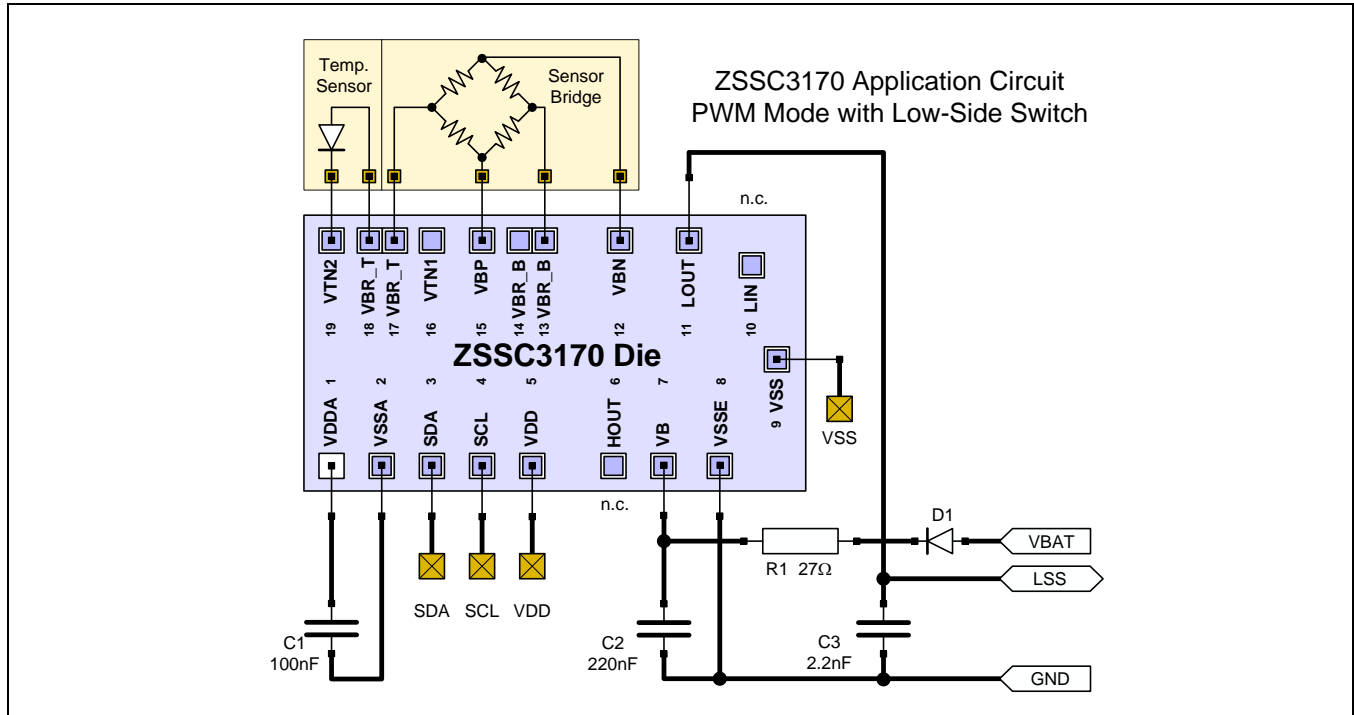 Temp.
Sensor
Sensor
Bridge
ZSSC3170 Application Circuit
PWM Mode with Low-Side Switch
n.c.
VTN2
VBR_T
VBR_T
VTN1
VBP
VBR_B
VBR_B
VBN
LOUT
LIN
19
18
17
16
15
14
13
12
11
10
ZSSC3170 Die
9 VSS
VSS
1
2
3
4
5
6
7
8
VDDA
VSSA
SDA
SCL
VDD
HOUT
VB
VSSE
n.c.
D1
VBAT
R1 27Ω
LSS
SDA
SCL
VDD
C1
100nF
C2
220nF
C3
2.2nF
GND